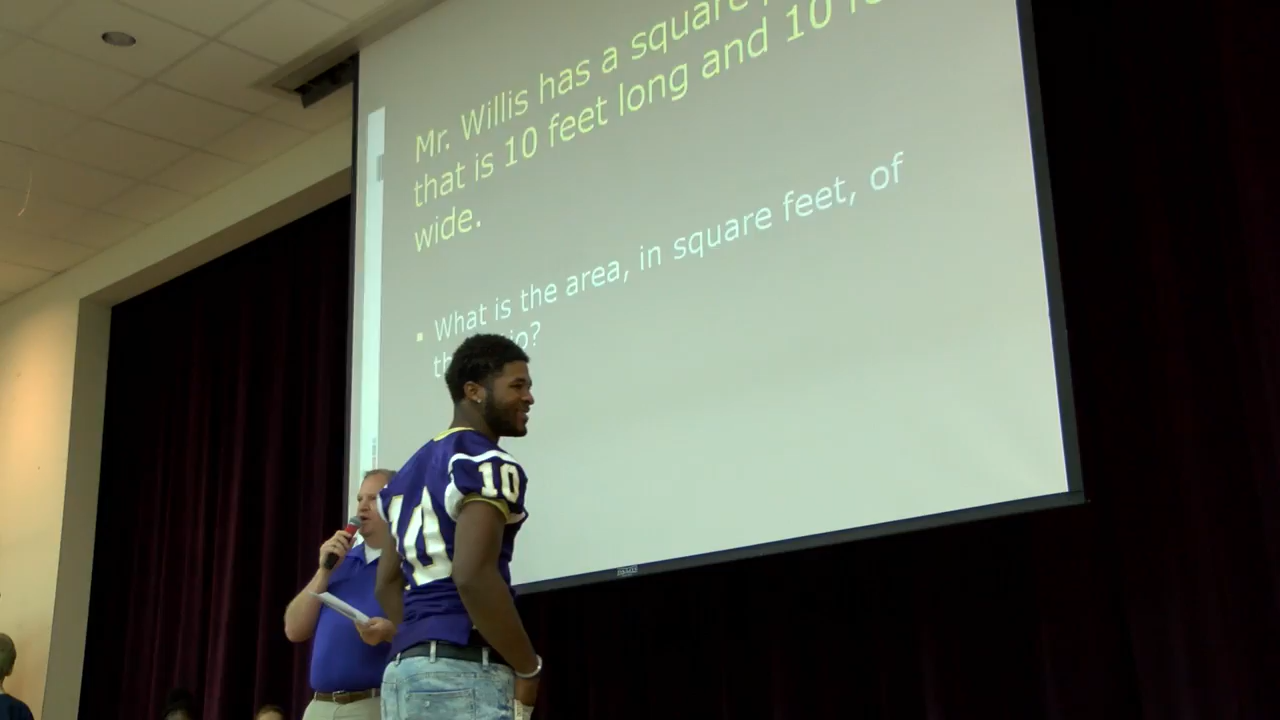 Mr. Willis has a square
that is 10 feet long and 10
wide.
What is the area, in square feet, of
10
10